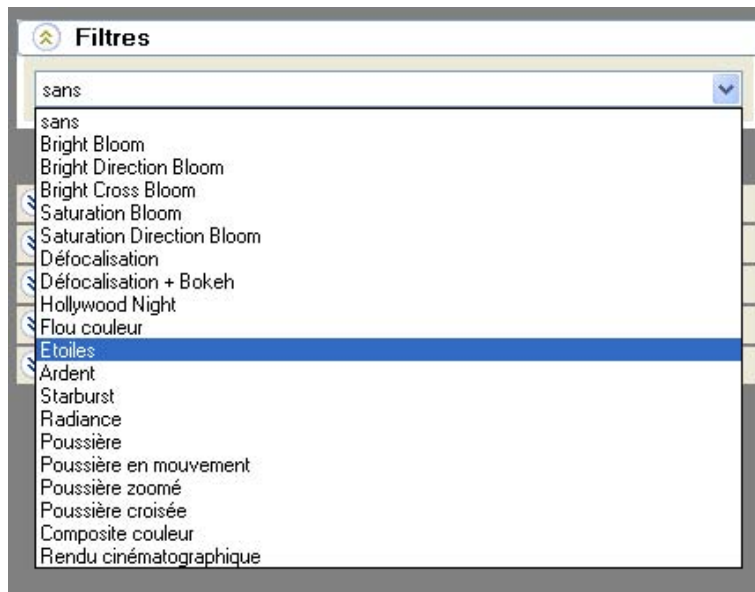 Filtres
sans
sans
Bright Bloom
Bright Direction Bloom
Bright Cross Bloom
Saturation Bloom
Saturation Direction Bloom
Défocalisation
Défocalisation + Bokeh
Hollywood Night
Flou couleur
Etoiles
Ardent
Starburst
Radiance
Poussière
Poussière en mouvement
Poussière zoomé
Poussière croisée
Composite couleur
Rendu cinématographique